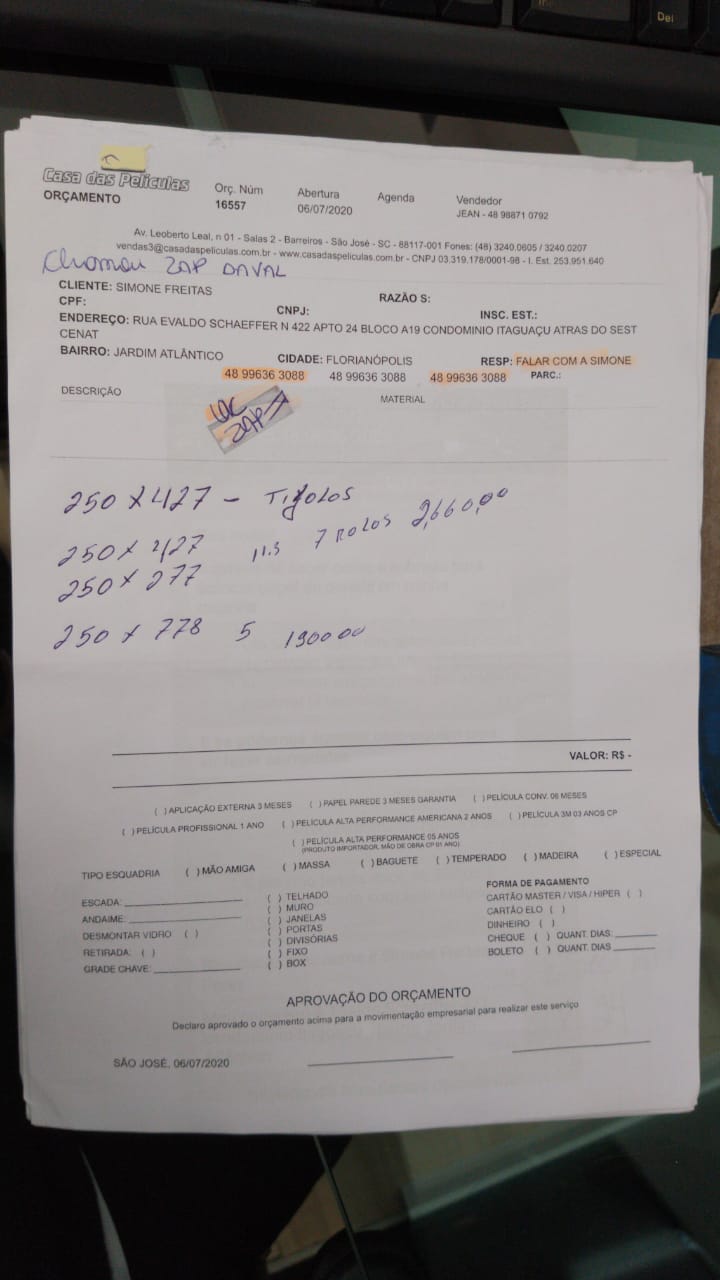 Del
Casa das Películas
ORÇAMENTO
Orç. Núm
16557
Abertura
06/07/2020
Agenda
Vendedor
JEAN - 48 98871 0792
Av. Leoberto Leal, n 01 - Salas 2 - Barreiros - São José - SC - 88117-001 Fones: (48) 3240.0605 / 3240.0207
vendas3@casadaspeliculas.com.br - www.casadaspeliculas.com.br - CNPJ 03.319.178/0001-98 - I. Est. 253.951.640
Chamou ZAP DAVAL
CLIENTE: SIMONE FREITAS
RAZÃO S:
CPF:
CNPJ:
INSC. EST.:
ENDEREÇO: RUA EVALDO SCHAEFFER N 422 APTO 24 BLOCO A19 CONDOMINIO ITAGUAÇU ATRAS DO SEST
CENAT
BAIRRO: JARDIM ATLÂNTICO
CIDADE: FLORIANÓPOLIS
RESP: FALAR COM A SIMONE
48 99636 3088 48 99636 3088 48 99636 3088 PARC.:
DESCRIÇÃO
MATERIAL
ZAP
250 X 427 - Tijolos
250 X 427 11.3 7 ROLOS 2,660,00
250 X 277
250 X 778 5 190000
VALOR: R$ -
( ) APLICAÇÃO EXTERNA 3 MESES ( ) PAPEL PAREDE 3 MESES GARANTIA ( ) PELÍCULA CONV. 06 MESES
( ) PELÍCULA PROFISSIONAL 1 ANO ( ) PELÍCULA ALTA PERFORMANCE AMERICANA 2 ANOS ( ) PELÍCULA 3M 03 ANOS CP
( ) PELÍCULA ALTA PERFORMANCE 05 ANOS
(PRODUTO IMPORTADOR, MÃO DE OBRA CP 01 ANO)
TIPO ESQUADRIA ( ) MÃO AMIGA ( ) MASSA ( ) BAGUETE ( ) TEMPERADO ( ) MADEIRA ( ) ESPECIAL
ESCADA:
ANDAIME:
DESMONTAR VIDRO ( )
RETIRADA: ( )
GRADE CHAVE:
( ) TELHADO
( ) MURO
( ) JANELAS
( ) PORTAS
( ) DIVISÓRIAS
( ) FIXO
( ) BOX
FORMA DE PAGAMENTO
CARTÃO MASTER / VISA / HIPER ( )
CARTÃO ELO ( )
DINHEIRO ( )
CHEQUE ( ) QUANT. DIAS:
BOLETO ( ) QUANT. DIAS
APROVAÇÃO DO ORÇAMENTO
Declaro aprovado o orçamento acima para a movimentação empresarial para realizar este serviço
SÃO JOSÉ, 06/07/2020